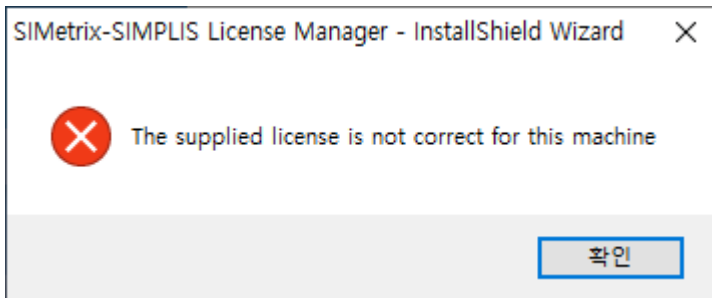 SIMetrix-SIMPLIS License Manager - InstallShield Wizard
The supplied license is not correct for this machine
확인